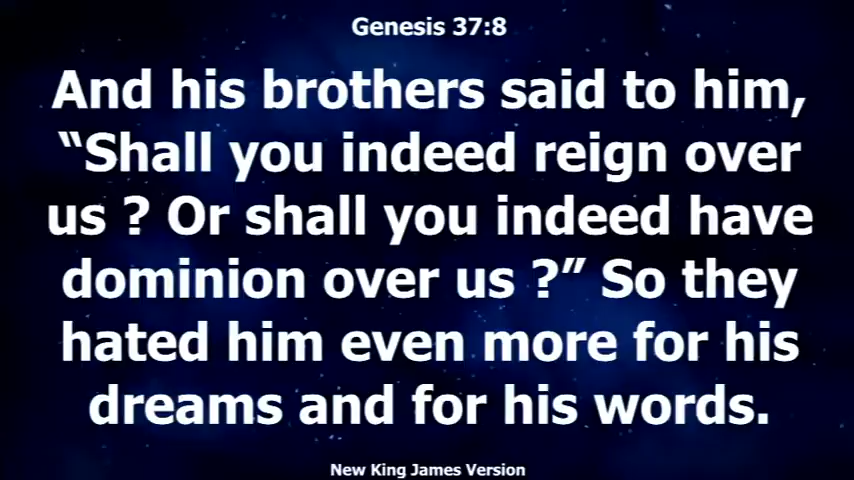 Genesis 37:8
And his brothers said to him,
“Shall you indeed reign over
us ? Or shall you indeed have
dominion over us ?” So they
hated him even more for his
dreams and for his words.
New King James Version